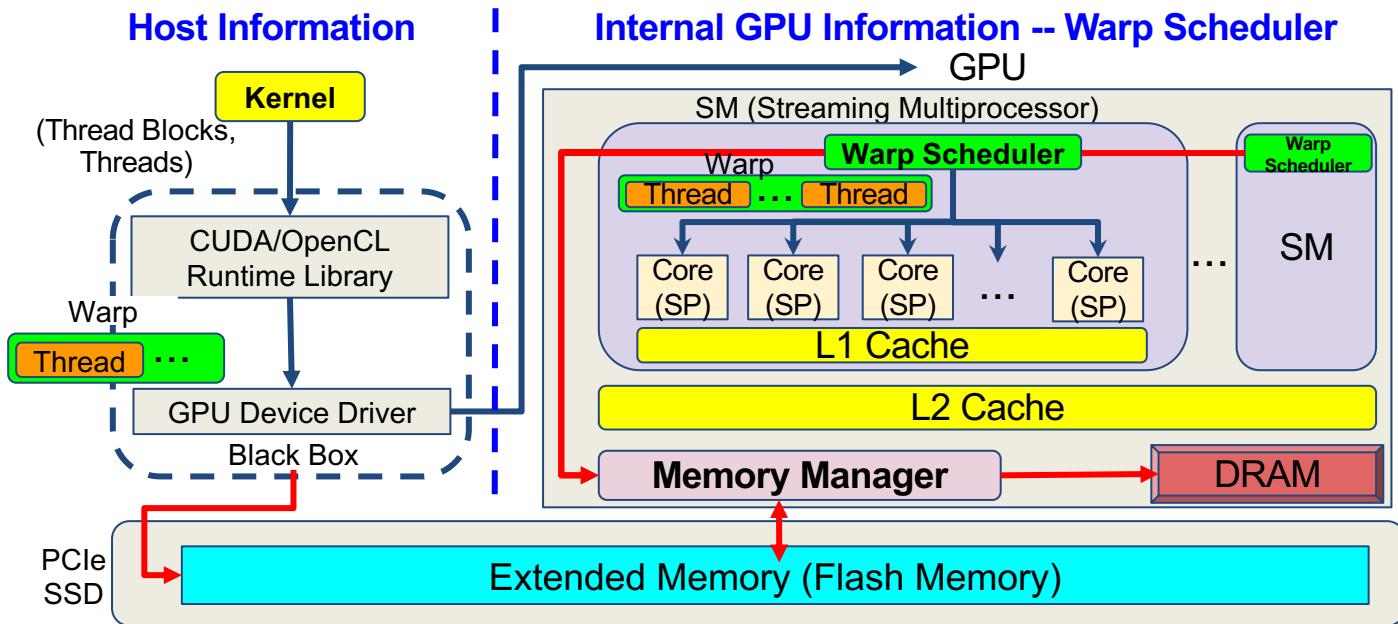 Host Information
Internal GPU Information -- Warp Scheduler
GPU
Kernel
(Thread Blocks,
Threads)
CUDA/OpenCL
Runtime Library
Warp
Thread ...
GPU Device Driver
Black Box
SM (Streaming Multiprocessor)
Warp Scheduler
Warp
Thread ... Thread
Core
(SP)
Core
(SP)
Core
(SP)
...
Core
(SP)
L1 Cache
...
Warp
Scheduler
SM
L2 Cache
Memory Manager
DRAM
PCIe
SSD
Extended Memory (Flash Memory)